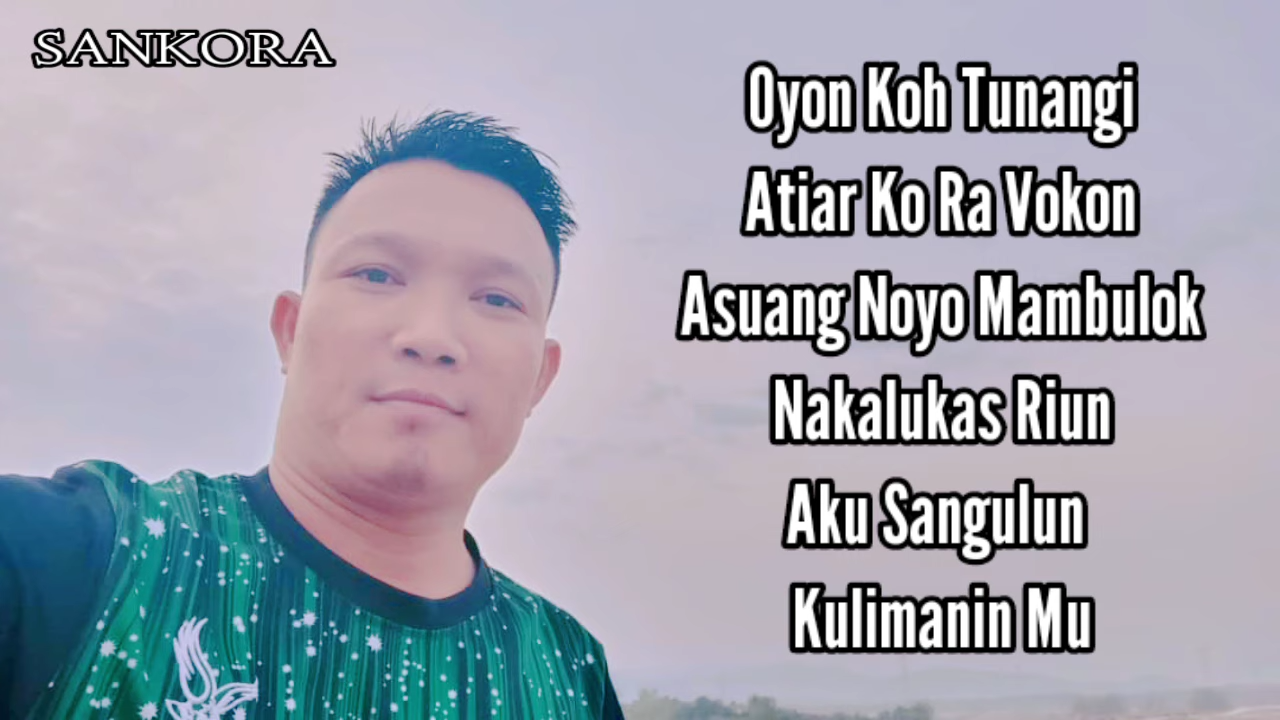 SANKORA
Oyon Koh Tunangi
Atiar Ko Ra Vokon
Asuang Noyo Mambulok
Nakalukas Riun
Aku Sangulun
Kulimanin Mu